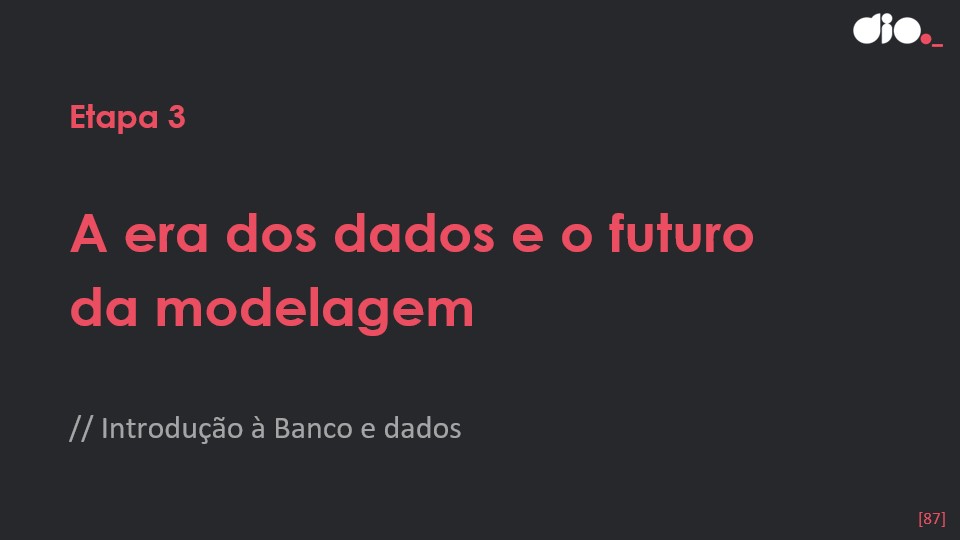 dio._
Etapa 3
A era dos dados e o futuro
da modelagem
// Introdução à Banco e dados
[87]